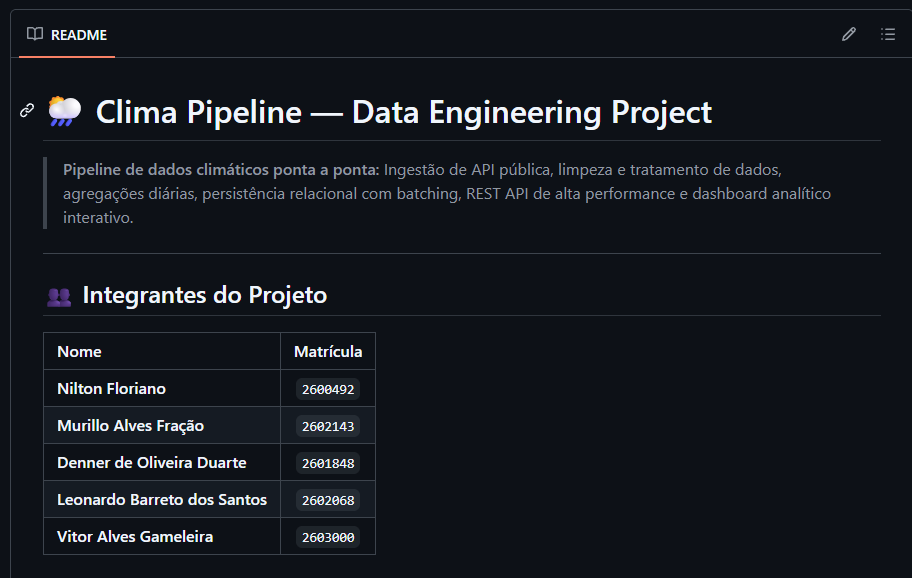 README
Clima Pipeline — Data Engineering Project
Pipeline de dados climáticos ponta a ponta: Ingestão de API pública, limpeza e tratamento de dados,
agregações diárias, persistência relacional com batching, REST API de alta performance e dashboard analítico
interativo.
Integrantes do Projeto
Nome Matrícula
Nilton Floriano 2600492
Murillo Alves Fração 2602143
Denner de Oliveira Duarte 2601848
Leonardo Barreto dos Santos 2602068
Vitor Alves Gameleira 2603000